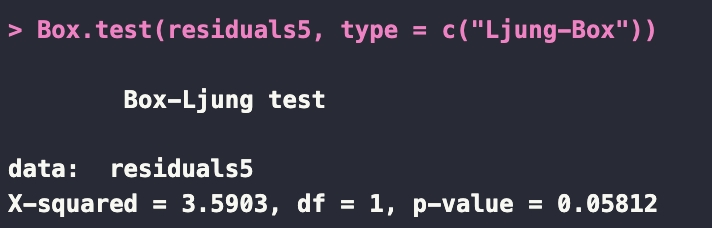 > Box.test(residuals5, type = c("Ljung-Box"))
Box-Ljung test
data:  residuals5
X-squared = 3.5903, df = 1, p-value = 0.05812